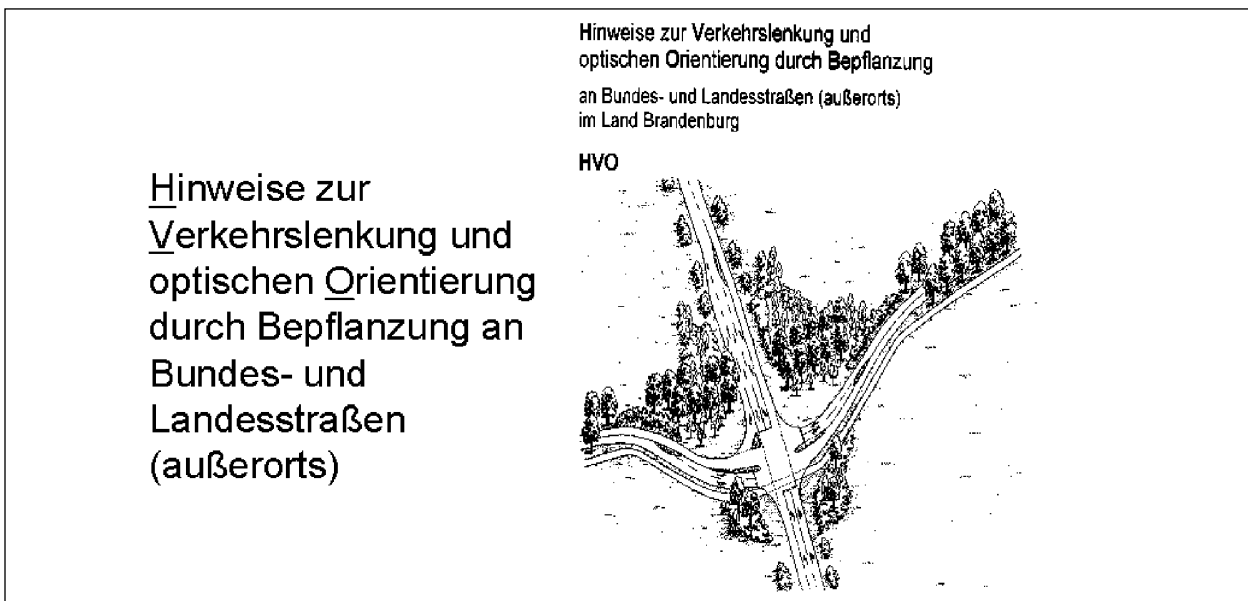 Hinweise zur
Verkehrslenkung und
optischen Orientierung
durch Bepflanzung an
Bundes- und
Landesstraßen
(außerorts)
Hinweise zur Verkehrslenkung und
optischen Orientierung durch Bepflanzung
an Bundes- und Landesstraßen (außerorts)
im Land Brandenburg
HVO